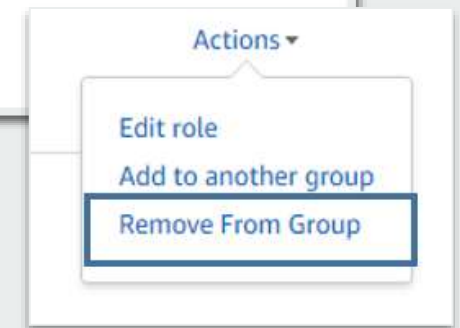 Actions
Edit role
Add to another group
Remove From Group